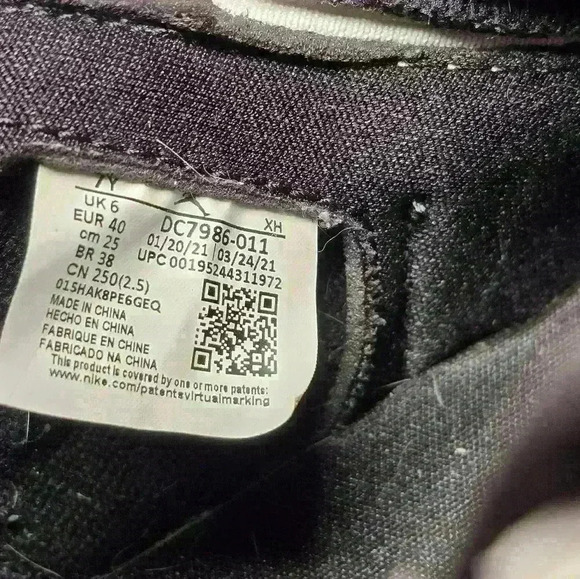 7Y
UK 6
EUR 40
cm 25
BR 38
CN 250(2.5)
015HAK8PE6GEQ
XH
DC7986-011
01/20/21 03/24/21
UPC 00195244311972
MADE IN CHINA
HECHO EN CHINA
FABRIQUE EN CHINE
FABRICADO NA CHINA
This product is covered by one or more patents:
www.nike.com/patentsvirtualmarking